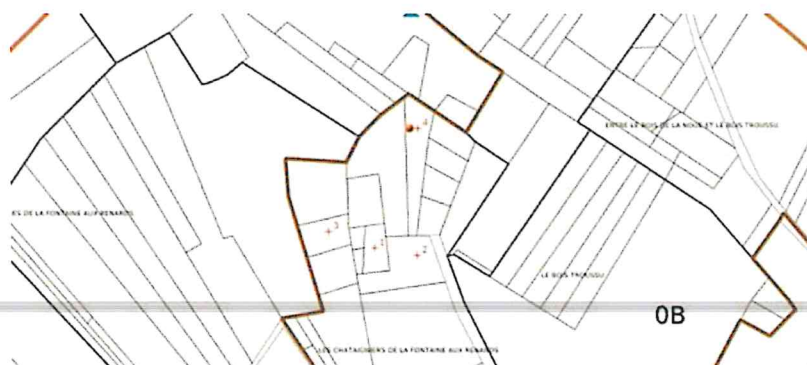 4
ENTRE LE BOIS DE LA NOUE ET LE BOIS TROUSSU
ES DE LA FONTAINE AUX RENARDS
3
1
2
LE BOIS TROUSSU
0B
LES CHATAIGNIERS DE LA FONTAINE AUX RENARDS